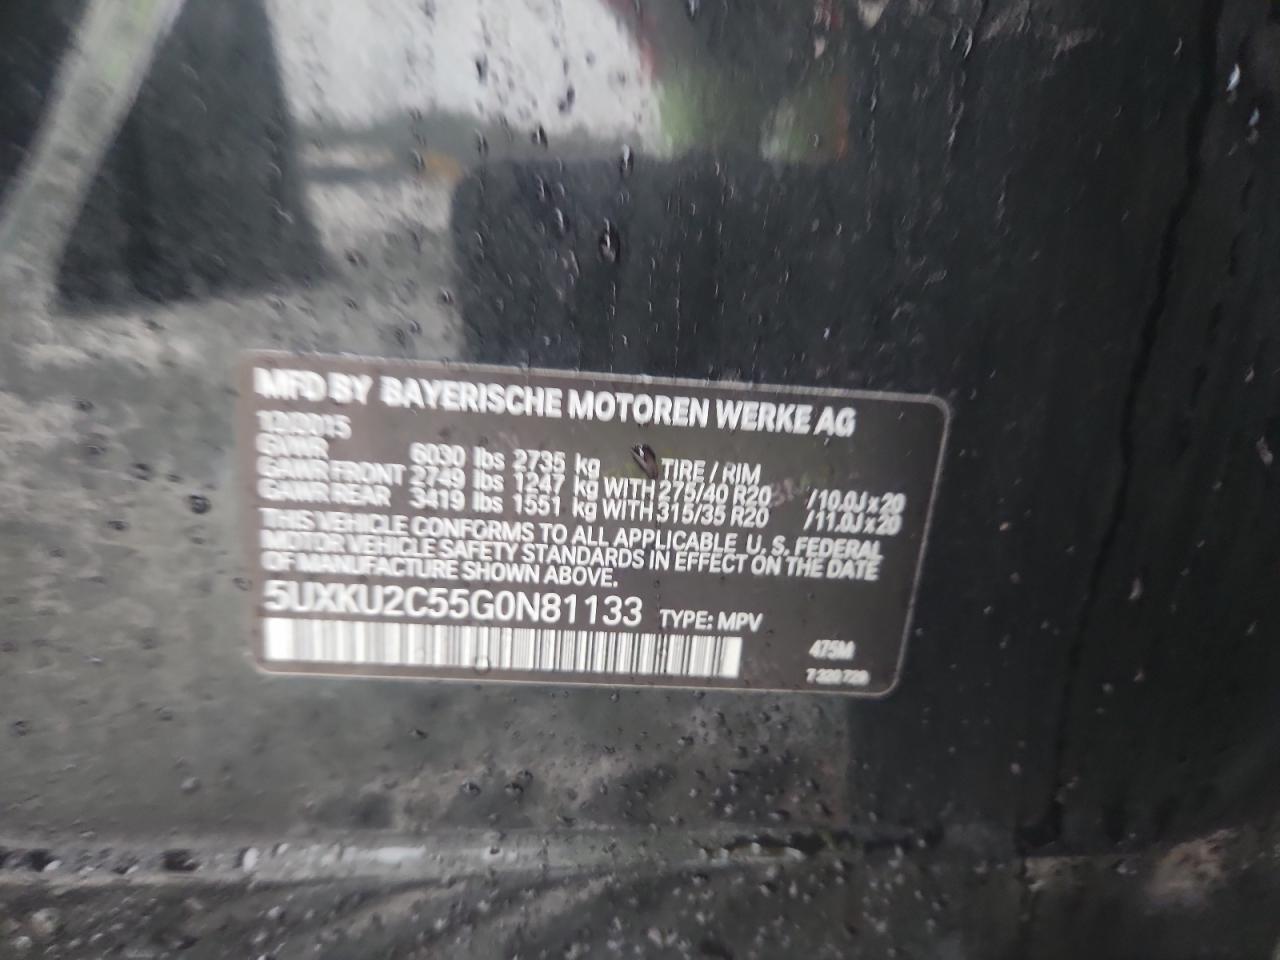 MFD BY BAYERISCHE MOTOREN WERKE AG
12/2015
GVWR 6030 lbs 2735 kg TIRE / RIM
GAWR FRONT 2749 lbs 1247 kg WITH 275/40 R20 /10.0J x 20
GAWR REAR 3419 lbs 1551 kg WITH 315/35 R20 /11.0J x 20
THIS VEHICLE CONFORMS TO ALL APPLICABLE U.S. FEDERAL
MOTOR VEHICLE SAFETY STANDARDS IN EFFECT ON THE DATE
OF MANUFACTURE SHOWN ABOVE.
5UXKU2C55G0N81133 TYPE: MPV
475M